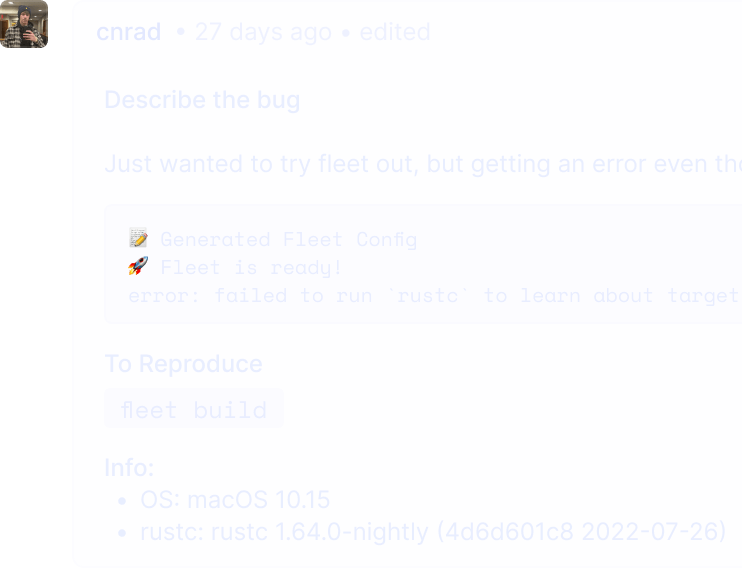 cnrad • 27 days ago • edited
Describe the bug
Just wanted to try fleet out, but getting an error even
📝 Generated Fleet Config
🚀 Fleet is ready!
error: failed to run `rustc` to learn about target
To Reproduce
fleet build
Info:
• OS: macOS 10.15
• rustc: rustc 1.64.0-nightly (4d6d601c8 2022-07-26)